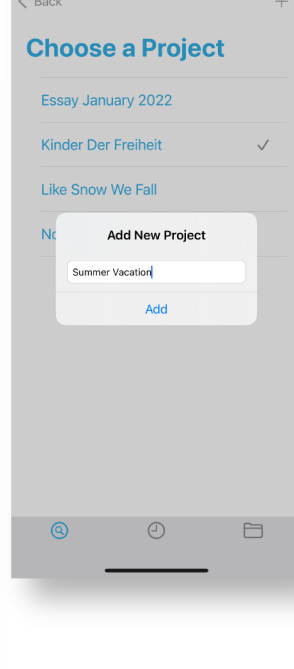 Back
Choose a Project
Essay January 2022
Kinder Der Freiheit
Like Snow We Fall
Add New Project
Summer Vacation
Add